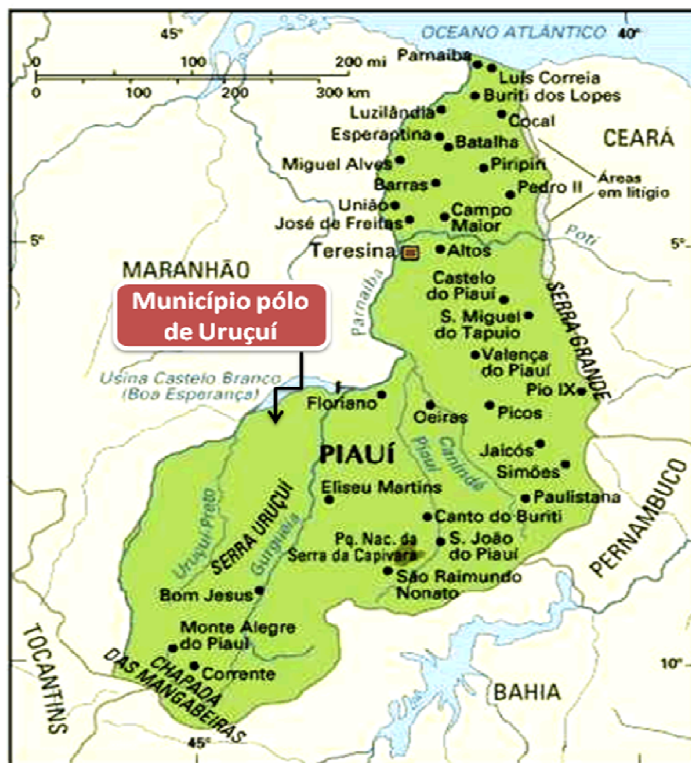 45°
OCEANO ATLÂNTICO
40°
Parnaíba
0 100 200 mi
0 100 200 300 km
Luís Correia
Buriti dos Lopes
Luzilândia
Cocal
CEARÁ
Esperantina
Batalha
Miguel Alves
Piripiri
Áreas
em litígio
Barras
Pedro II
União
Campo
Maior
José de Freitas
5°
Poti
5°
Teresina
Altos
MARANHÃO
Parnaíba
Castelo
do Piauí
SERRA GRANDE
Município pólo
de Uruçuí
S. Miguel
do Tapuio
Valença
do Piauí
Usina Castelo Branco
(Boa Esperança)
Pio IX
Floriano
Oeiras
Picos
PIAUÍ
Piauí
Canindé
Jaicós
Simões
Eliseu Martins
Paulistana
PERNAMBUCO
Uruçuí Preto
SERRA URUÇUÍ
Gurguéia
Canto do Buriti
Pq. Nac. da
Serra da Capivara
S. João
do Piauí
São Raimundo
Nonato
Bom Jesus
TOCANTINS
Monte Alegre
do Piauí
Corrente
CHAPADA
DAS MANGABEIRAS
10°
BAHIA
45°